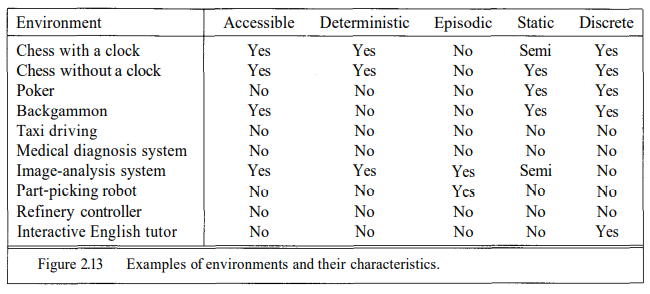 Environment Accessible Deterministic Episodic Static Discrete
Chess with a clock Yes Yes No Semi Yes
Chess without a clock Yes Yes No Yes Yes
Poker No No No Yes Yes
Backgammon Yes No No Yes Yes
Taxi driving No No No No No
Medical diagnosis system No No No No No
Image-analysis system Yes Yes Yes Semi No
Part-picking robot No No Yes No No
Refinery controller No No No No No
Interactive English tutor No No No No Yes
Figure 2.13 Examples of environments and their characteristics.